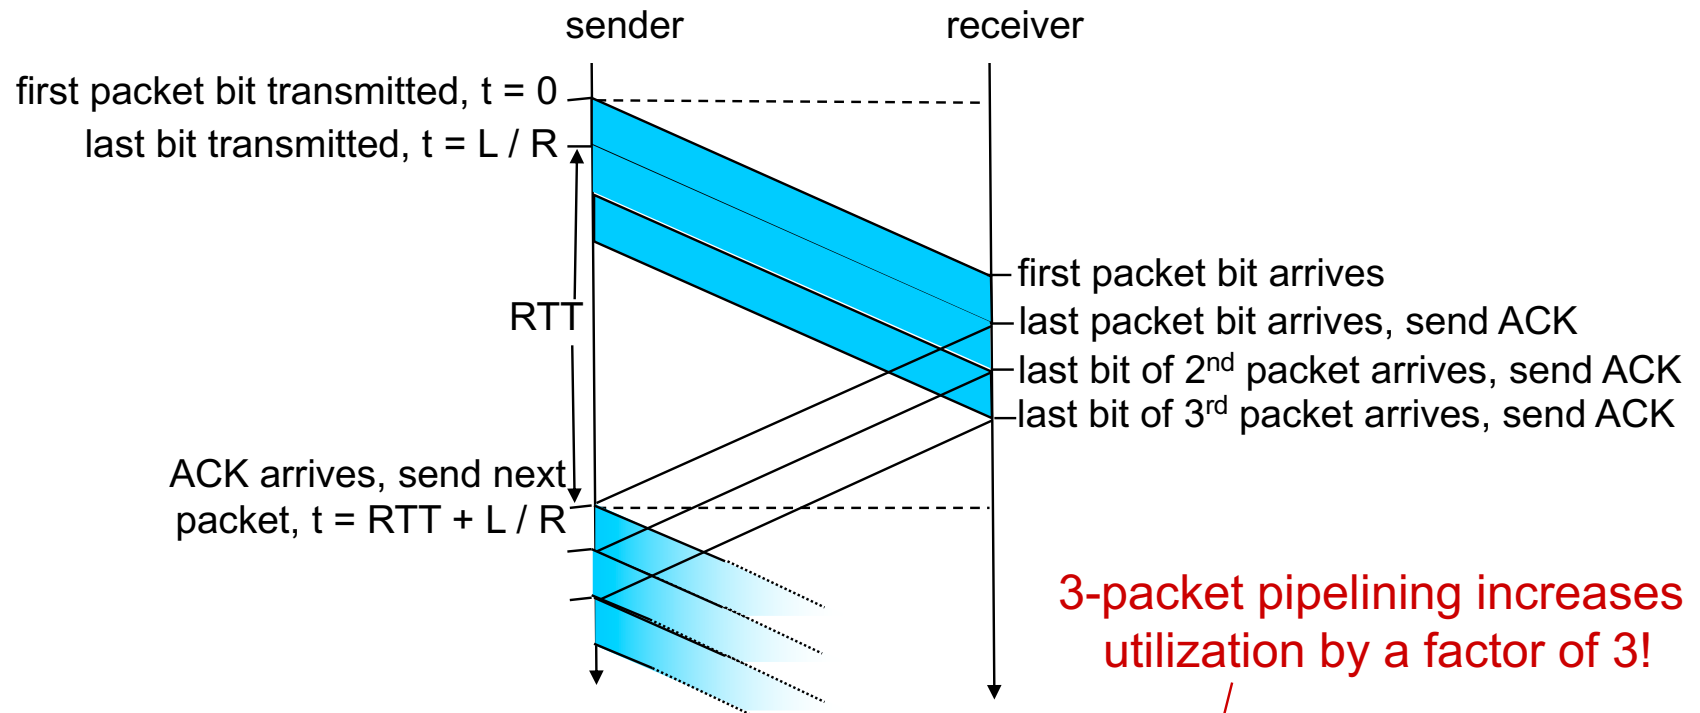 sender
receiver
first packet bit transmitted, t = 0
last bit transmitted, t = L / R
first packet bit arrives
RTT
last packet bit arrives, send ACK
last bit of 2nd packet arrives, send ACK
last bit of 3rd packet arrives, send ACK
ACK arrives, send next
packet, t = RTT + L / R
3-packet pipelining increases
utilization by a factor of 3!